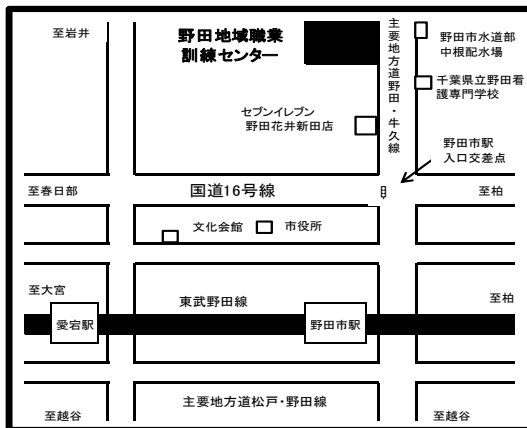 至岩井
野田地域職業
訓練センター
主要地方道野田・牛久線
野田市水道部
中根配水場
千葉県立野田看
護専門学校
セブンイレブン
野田花井新田店
野田市駅
入口交差点
至春日部
国道16号線
至柏
文化会館
市役所
至大宮
東武野田線
至柏
愛宕駅
野田市駅
主要地方道松戸・野田線
至越谷
至越谷